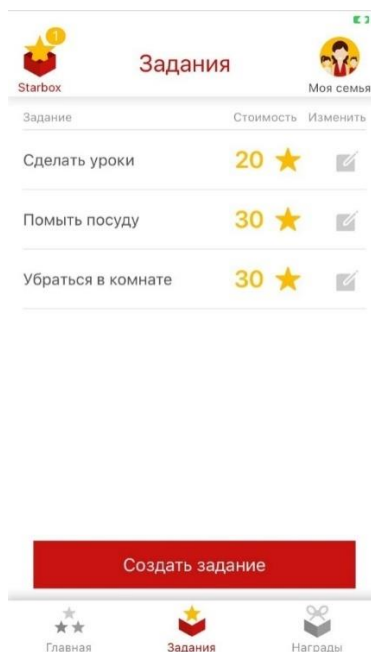 1
Starbox
Задания
Моя семья
Задание Стоимость Изменить
Сделать уроки 20
Помыть посуду 30
Убраться в комнате 30
Создать задание
Главная Задания Награды